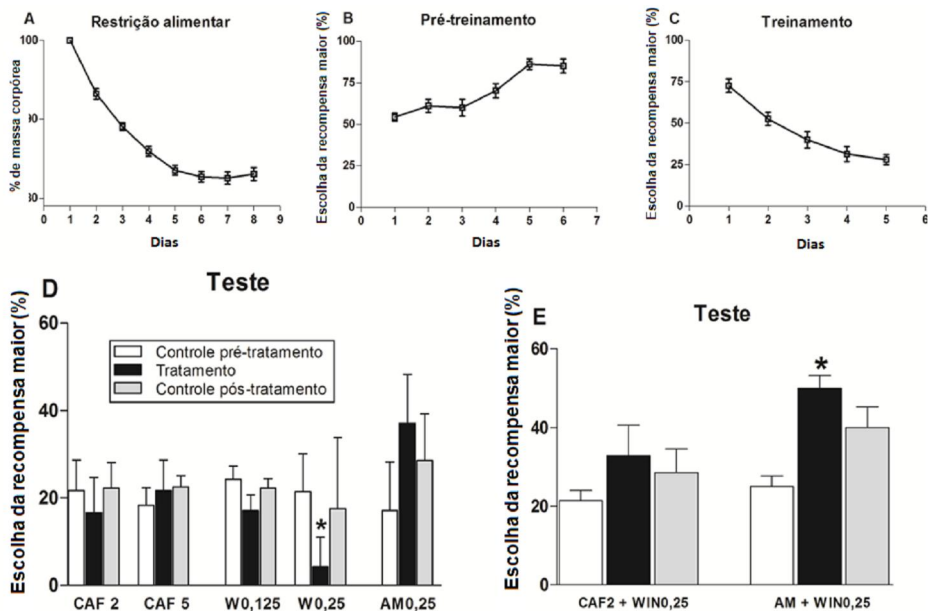 A Restrição alimentar
% de massa corpórea
100
90
80
1 2 3 4 5 6 7 8 9
Dias
B Pré-treinamento
Escolha da recompensa maior (%)
100
75
50
25
0
1 2 3 4 5 6 7
Dias
C Treinamento
Escolha da recompensa maior (%)
100
75
50
25
0
1 2 3 4 5 6
Dias
D Teste
Escolha da recompensa maior (%)
60
40
20
0
Controle pré-tratamento
Tratamento
Controle pós-tratamento
*
CAF 2 CAF 5 W0,125 W0,25 AM0,25
E Teste
Escolha da recompensa maior (%)
60
40
20
0
*
CAF2 + WIN0,25 AM + WIN0,25